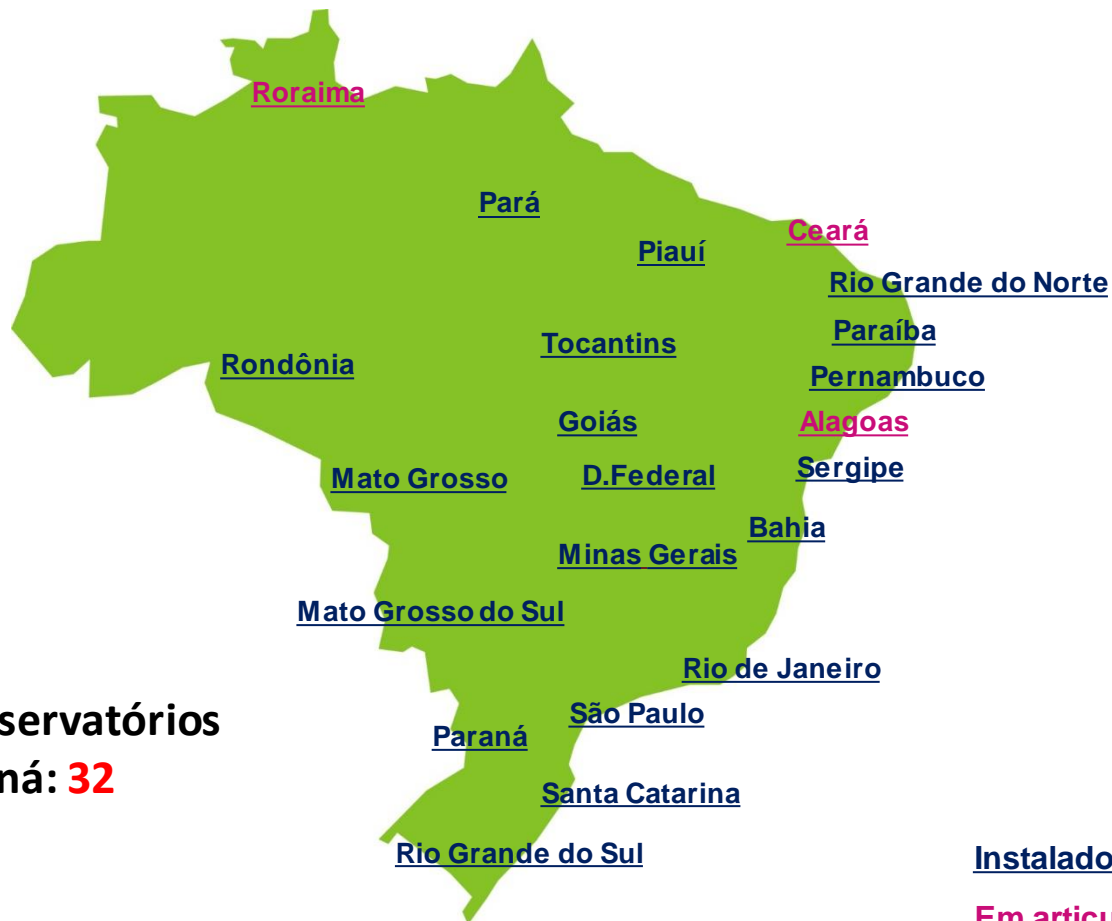 Roraima
Pará
Ceará
Piauí
Rio Grande do Norte
Paraíba
Tocantins
Rondônia
Pernambuco
Goiás
Alagoas
Sergipe
D.Federal
Mato Grosso
Bahia
Minas Gerais
Mato Grosso do Sul
Rio de Janeiro
servatórios
São Paulo
Paraná
ná: 32
Santa Catarina
Rio Grande do Sul
Instalado
Em articu